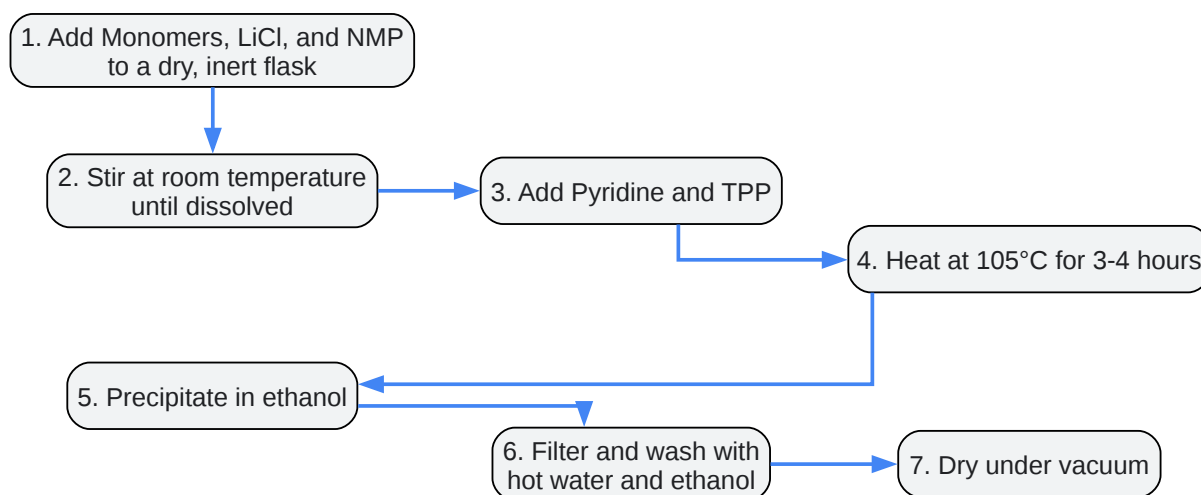 1. Add Monomers, LiCl, and NMP
to a dry, inert flask
2. Stir at room temperature
until dissolved
3. Add Pyridine and TPP
4. Heat at 105°C for 3-4 hours
5. Precipitate in ethanol
6. Filter and wash with
hot water and ethanol
7. Dry under vacuum